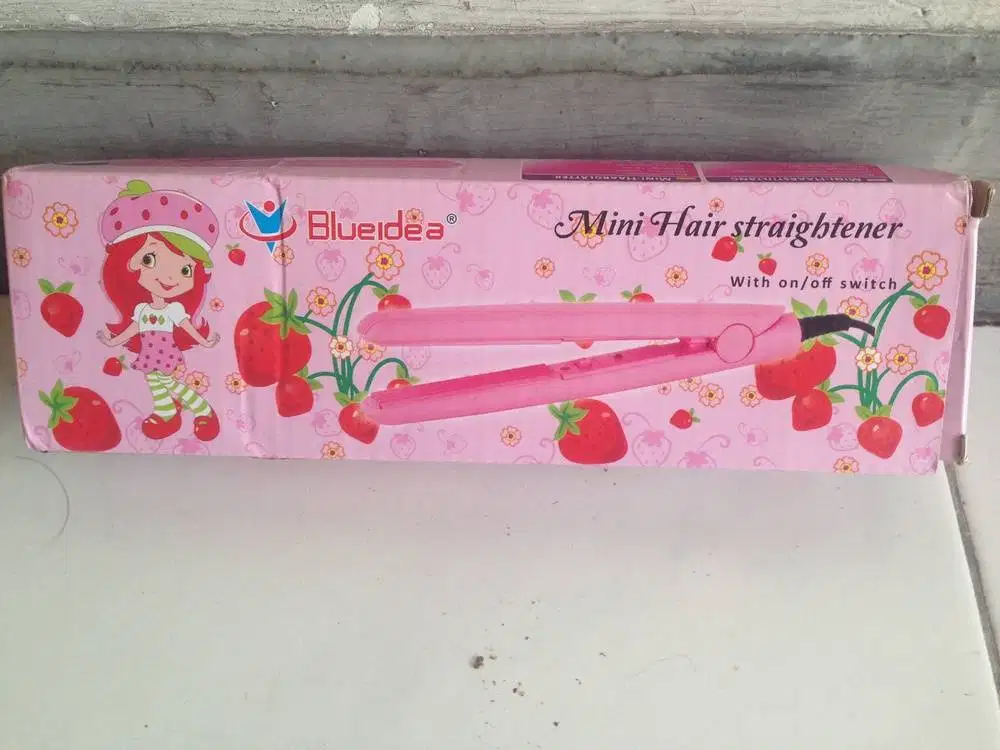 Blueidea®
Mini Hair straightener
With on/off switch